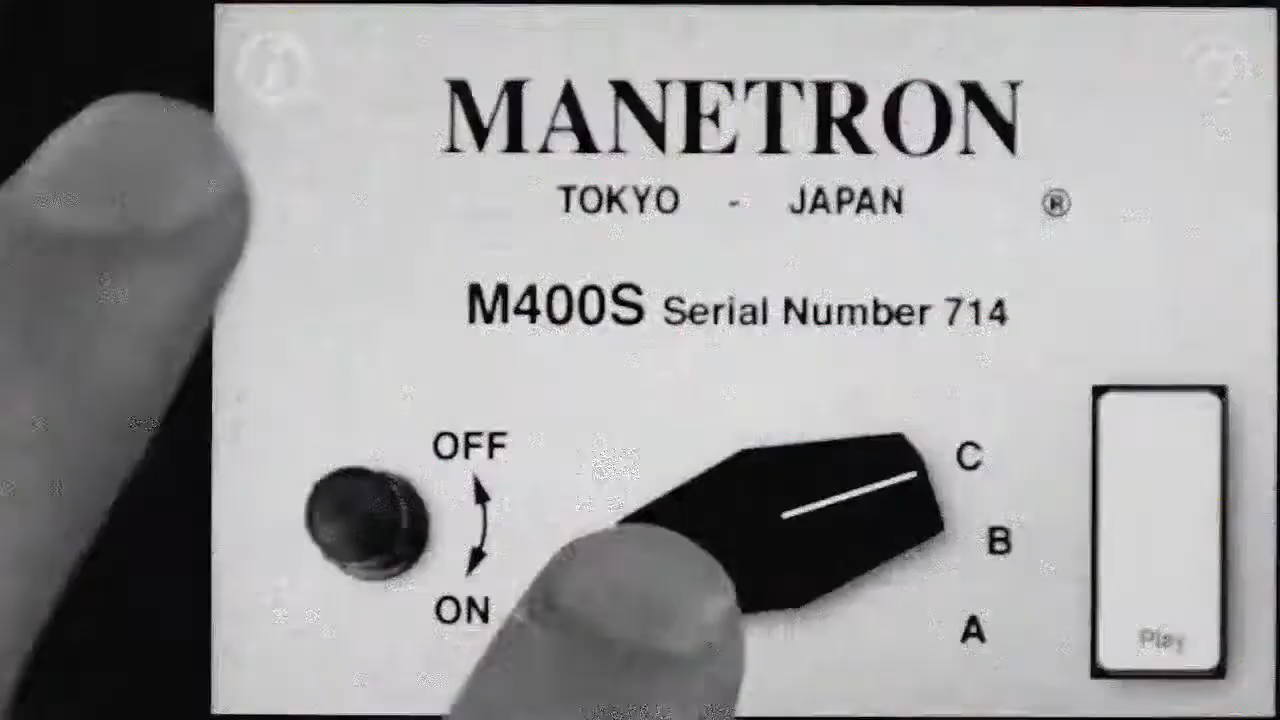 MANETRON
TOKYO - JAPAN ®
M400S Serial Number 714
OFF
C
B
ON
A
Play